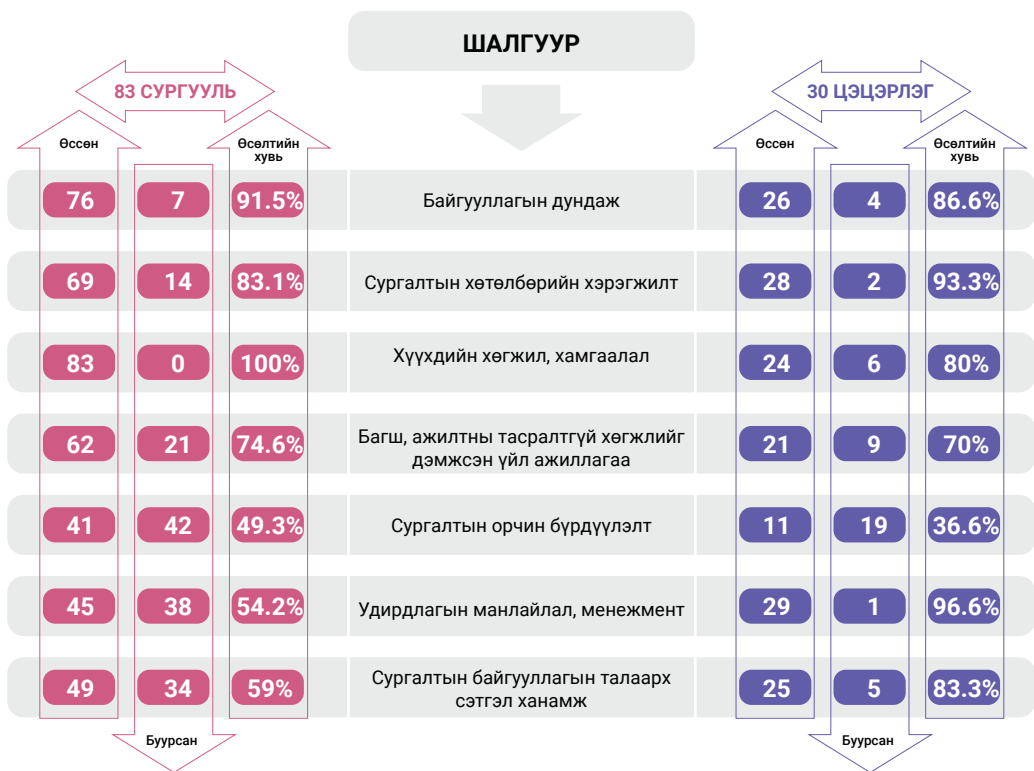 ШАЛГУУР
83 СУРГУУЛЬ
30 ЦЭЦЭРЛЭГ
Өссөн
Өсөлтийн
хувь
Өссөн
Өсөлтийн
хувь
76 7 91.5% Байгууллагын дундаж 26 4 86.6%
69 14 83.1% Сургалтын хөтөлбөрийн хэрэгжилт 28 2 93.3%
83 0 100% Хүүхдийн хөгжил, хамгаалал 24 6 80%
62 21 74.6% Багш, ажилтны тасралтгүй хөгжлийг
дэмжсэн үйл ажиллагаа 21 9 70%
41 42 49.3% Сургалтын орчин бүрдүүлэлт 11 19 36.6%
45 38 54.2% Удирдлагын манлайлал, менежмент 29 1 96.6%
49 34 59% Сургалтын байгууллагын талаарх
сэтгэл ханамж 25 5 83.3%
Буурсан
Буурсан